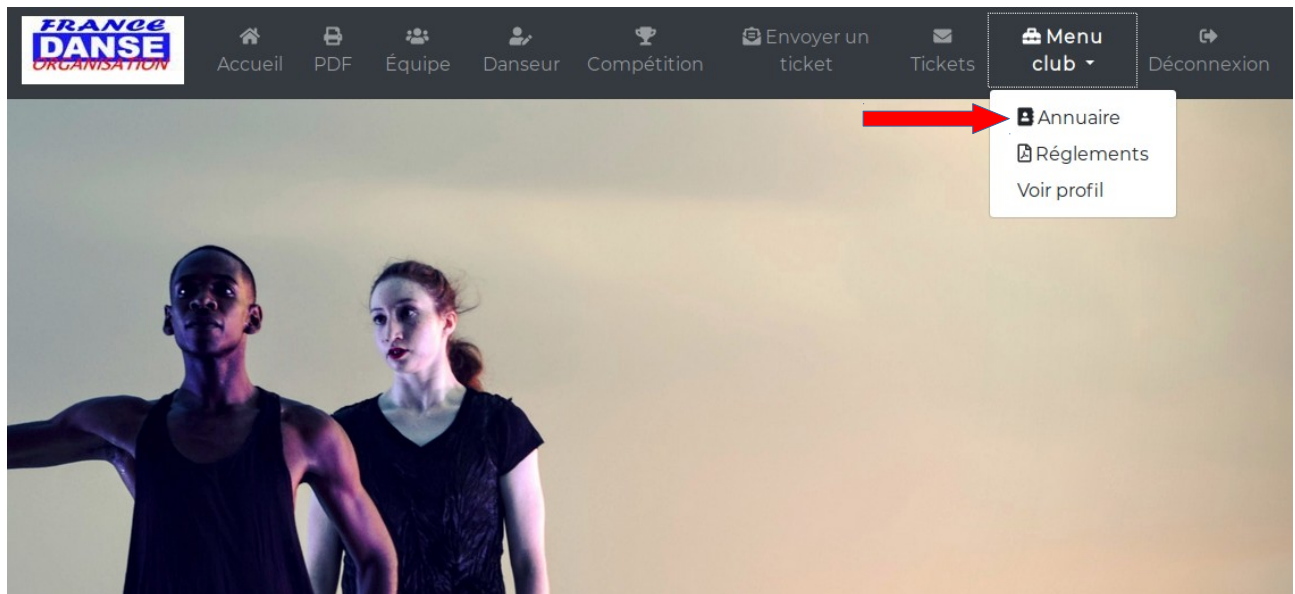 FRANCE
DANSE
ORGANISATION
Accueil
PDF
Équipe
Danseur
Compétition
Envoyer un
ticket
Tickets
Menu
club
Déconnexion
Annuaire
Réglements
Voir profil